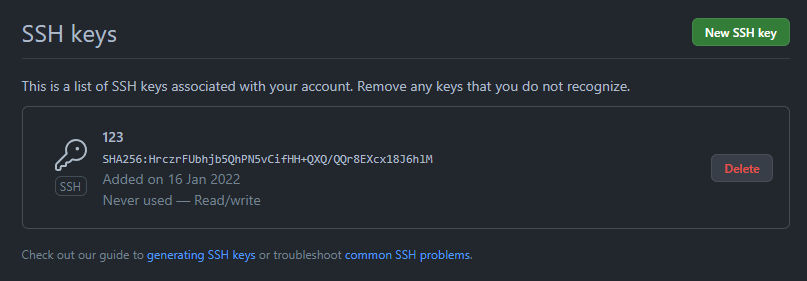 SSH keys
New SSH key
This is a list of SSH keys associated with your account. Remove any keys that you do not recognize.
123
SHA256:HrczrFUbhjb5QhPN5vCifHH+QXQ/QQr8EXcx18J6hlM
SSH
Added on 16 Jan 2022
Never used — Read/write
Delete
Check out our guide to generating SSH keys or troubleshoot common SSH problems.